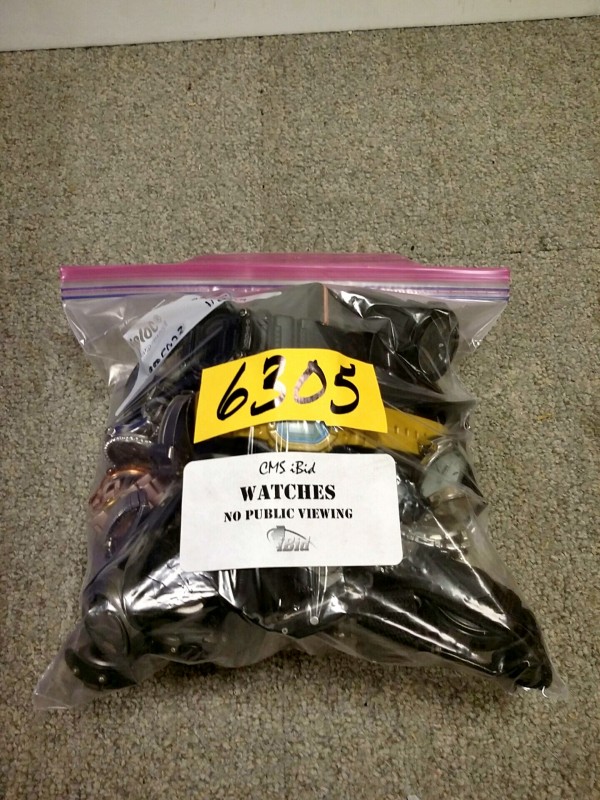 6305
CMS iBid
WATCHES
NO PUBLIC VIEWING
iBid